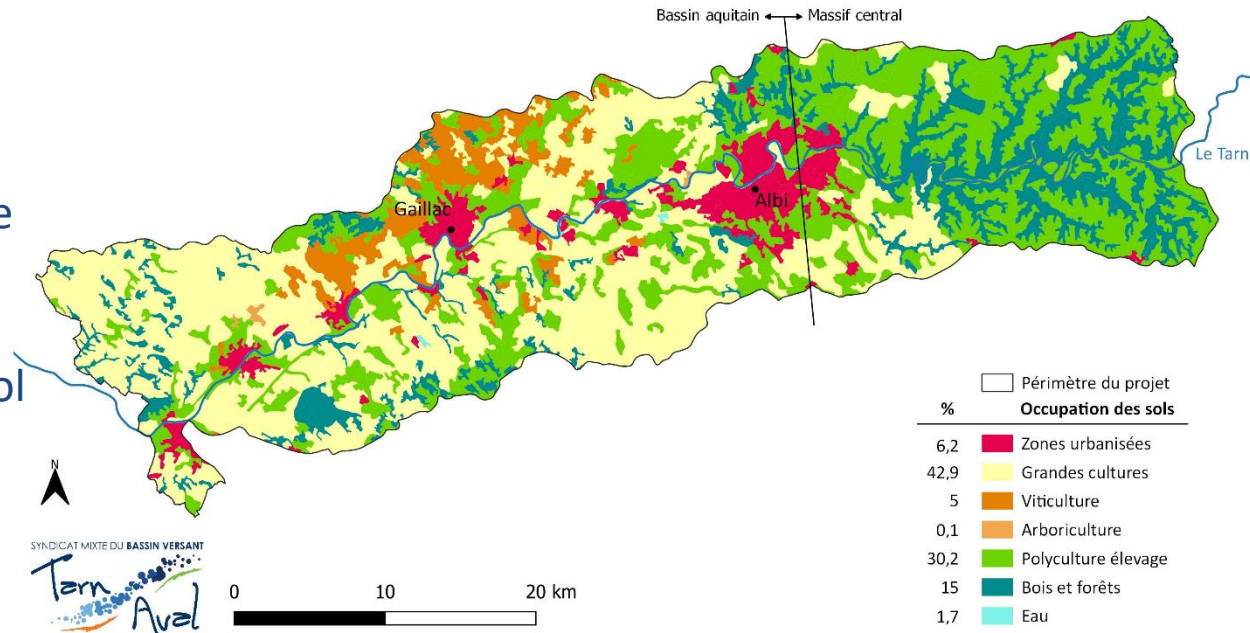 Bassin aquitain Massif central
e
Le Tarn
Gaillac
Albi
ol
N
Périmètre du projet
% Occupation des sols
6,2 Zones urbanisées
42,9 Grandes cultures
5 Viticulture
0,1 Arboriculture
30,2 Polyculture élevage
15 Bois et forêts
1,7 Eau
SYNDICAT MIXTE DU BASSIN VERSANT
Tarn
Aval
0 10 20 km